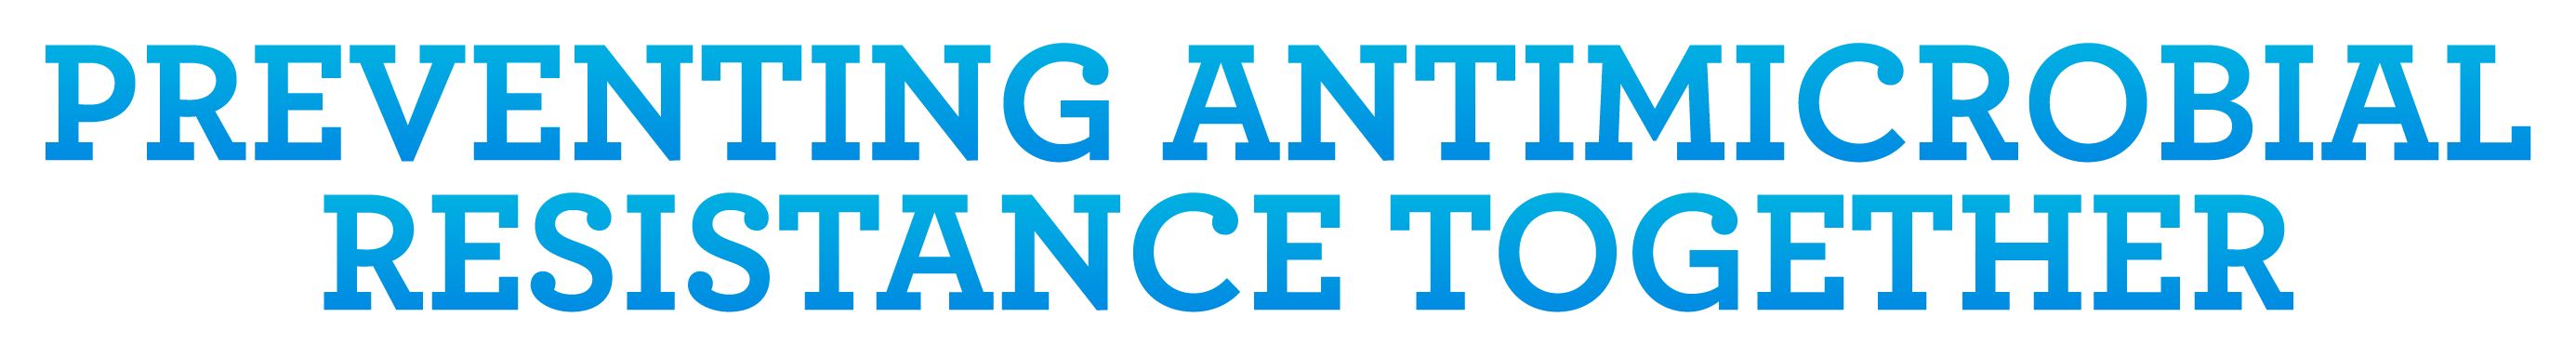 PREVENTING ANTIMICROBIAL
RESISTANCE TOGETHER